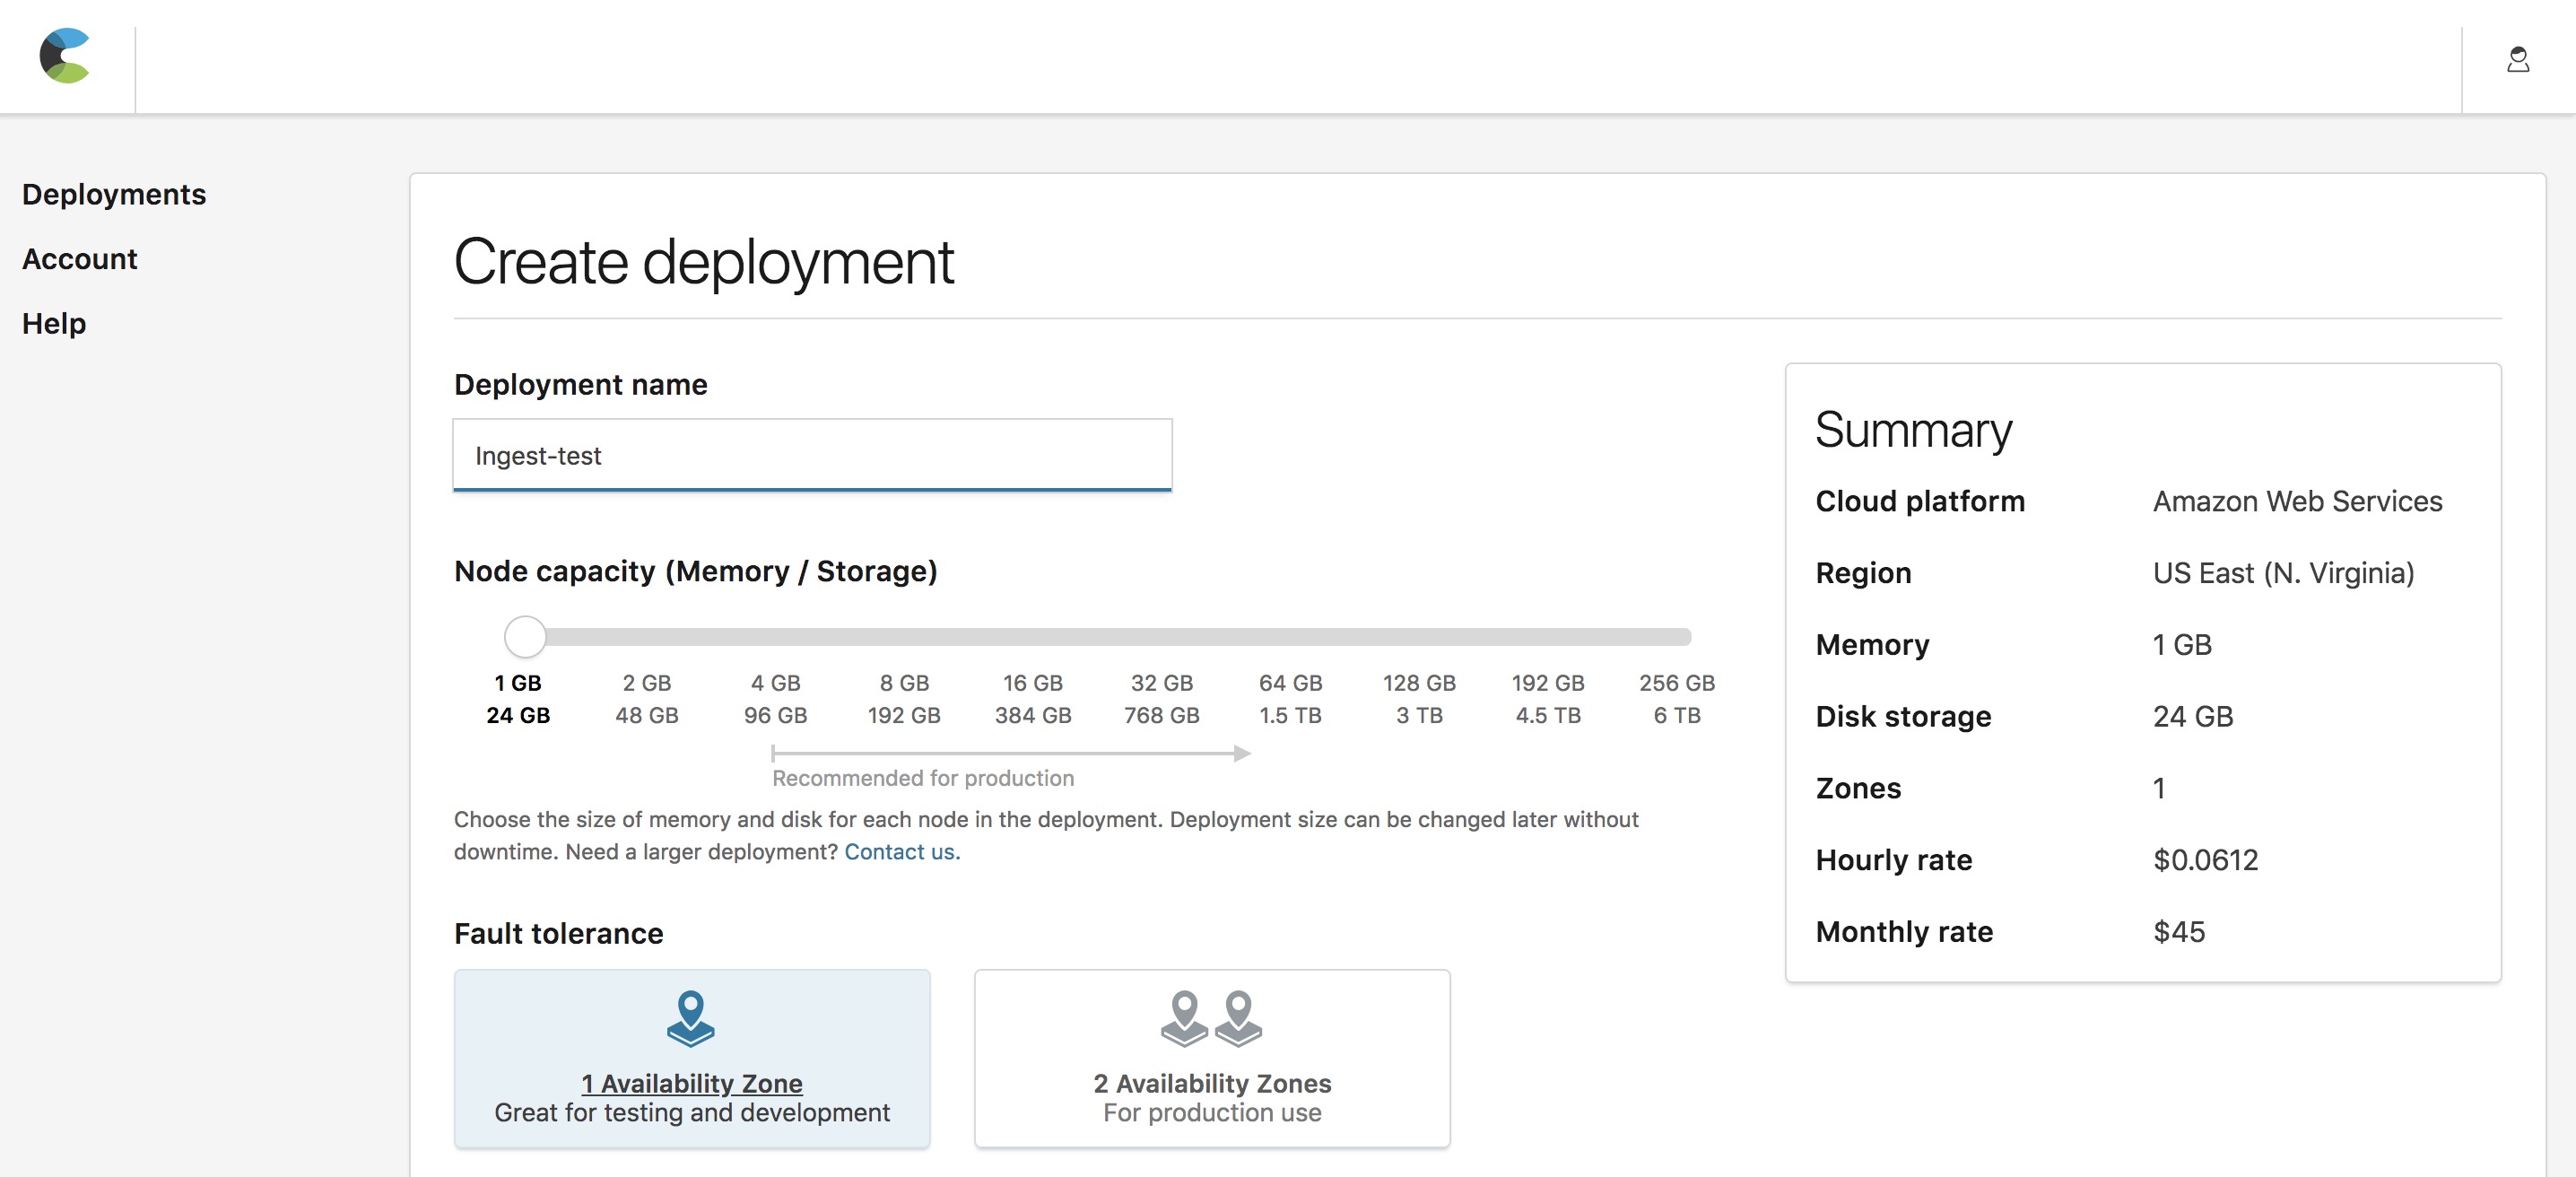 Deployments
Account
Help
Create deployment
Deployment name
Ingest-test
Node capacity (Memory / Storage)
1 GB 2 GB 4 GB 8 GB 16 GB 32 GB 64 GB 128 GB 192 GB 256 GB
24 GB 48 GB 96 GB 192 GB 384 GB 768 GB 1.5 TB 3 TB 4.5 TB 6 TB
Recommended for production
Choose the size of memory and disk for each node in the deployment. Deployment size can be changed later without
downtime. Need a larger deployment? Contact us.
Fault tolerance
1 Availability Zone
Great for testing and development
2 Availability Zones
For production use
Summary
Cloud platform Amazon Web Services
Region US East (N. Virginia)
Memory 1 GB
Disk storage 24 GB
Zones 1
Hourly rate $0.0612
Monthly rate $45